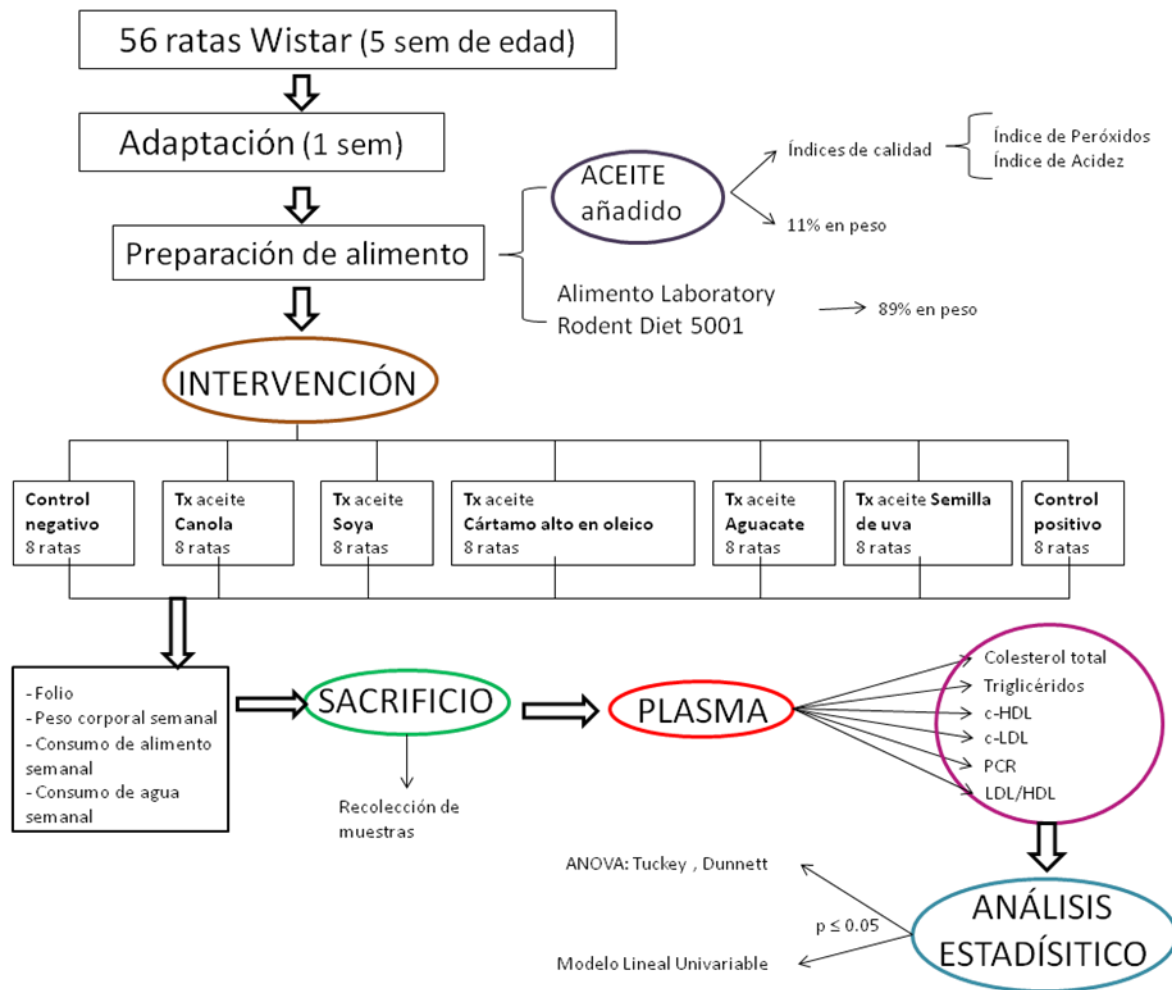 56 ratas Wistar (5 sem de edad)
Adaptación (1 sem)
Preparación de alimento
ACEITE
añadido
Índices de calidad
Índice de Peróxidos
Índice de Acidez
11% en peso
Alimento Laboratory
Rodent Diet 5001
89% en peso
INTERVENCIÓN
Control
negativo
8 ratas
Tx aceite
Canola
8 ratas
Tx aceite
Soya
8 ratas
Tx aceite
Cártamo alto en oleico
8 ratas
Tx aceite
Aguacate
8 ratas
Tx aceite Semilla
de uva
8 ratas
Control
positivo
8 ratas
- Folio
- Peso corporal semanal
- Consumo de alimento
semanal
- Consumo de agua
semanal
SACRIFICIO
Recolección de
muestras
PLASMA
Colesterol total
Triglicéridos
c-HDL
c-LDL
PCR
LDL/HDL
ANÁLISIS
ESTADÍSITICO
p ≤ 0.05
ANOVA: Tuckey , Dunnett
Modelo Lineal Univariable